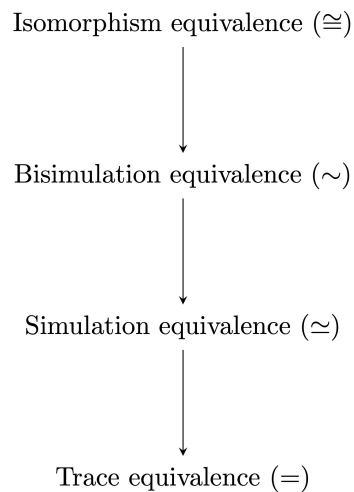 Isomorphism equivalence (≅)
Bisimulation equivalence (∼)
Simulation equivalence (≃)
Trace equivalence (=)